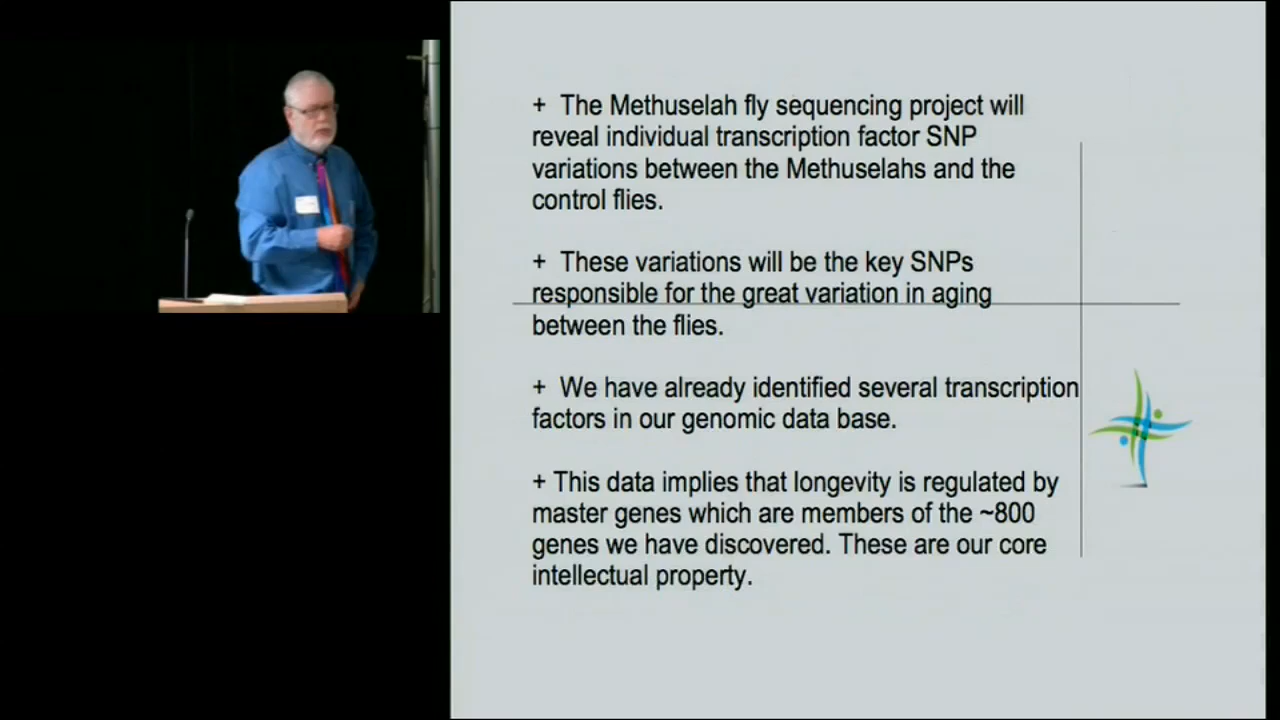 + The Methuselah fly sequencing project will
reveal individual transcription factor SNP
variations between the Methuselahs and the
control flies.
+ These variations will be the key SNPs
responsible for the great variation in aging
between the flies.
+ We have already identified several transcription
factors in our genomic data base.
+ This data implies that longevity is regulated by
master genes which are members of the ~800
genes we have discovered. These are our core
intellectual property.